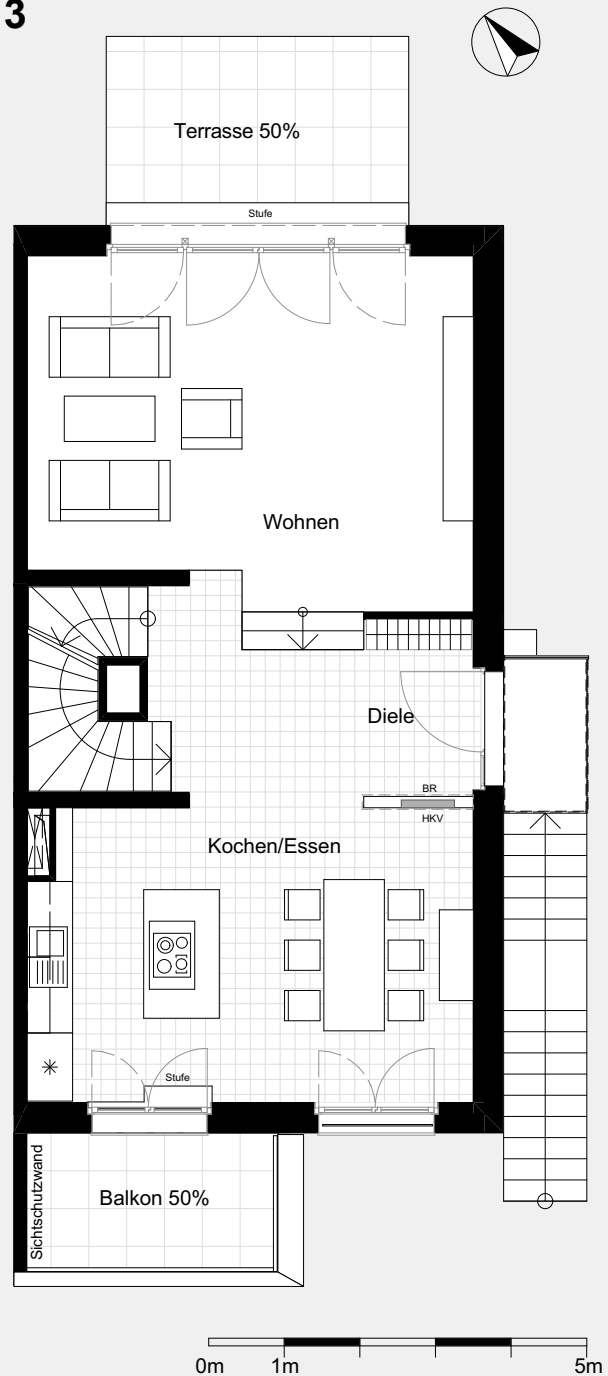 3
Terrasse 50%
Stufe
Wohnen
Diele
BR
HKV
Kochen/Essen
Stufe
Sichtschutzwand
Balkon 50%
0m 1m 5m